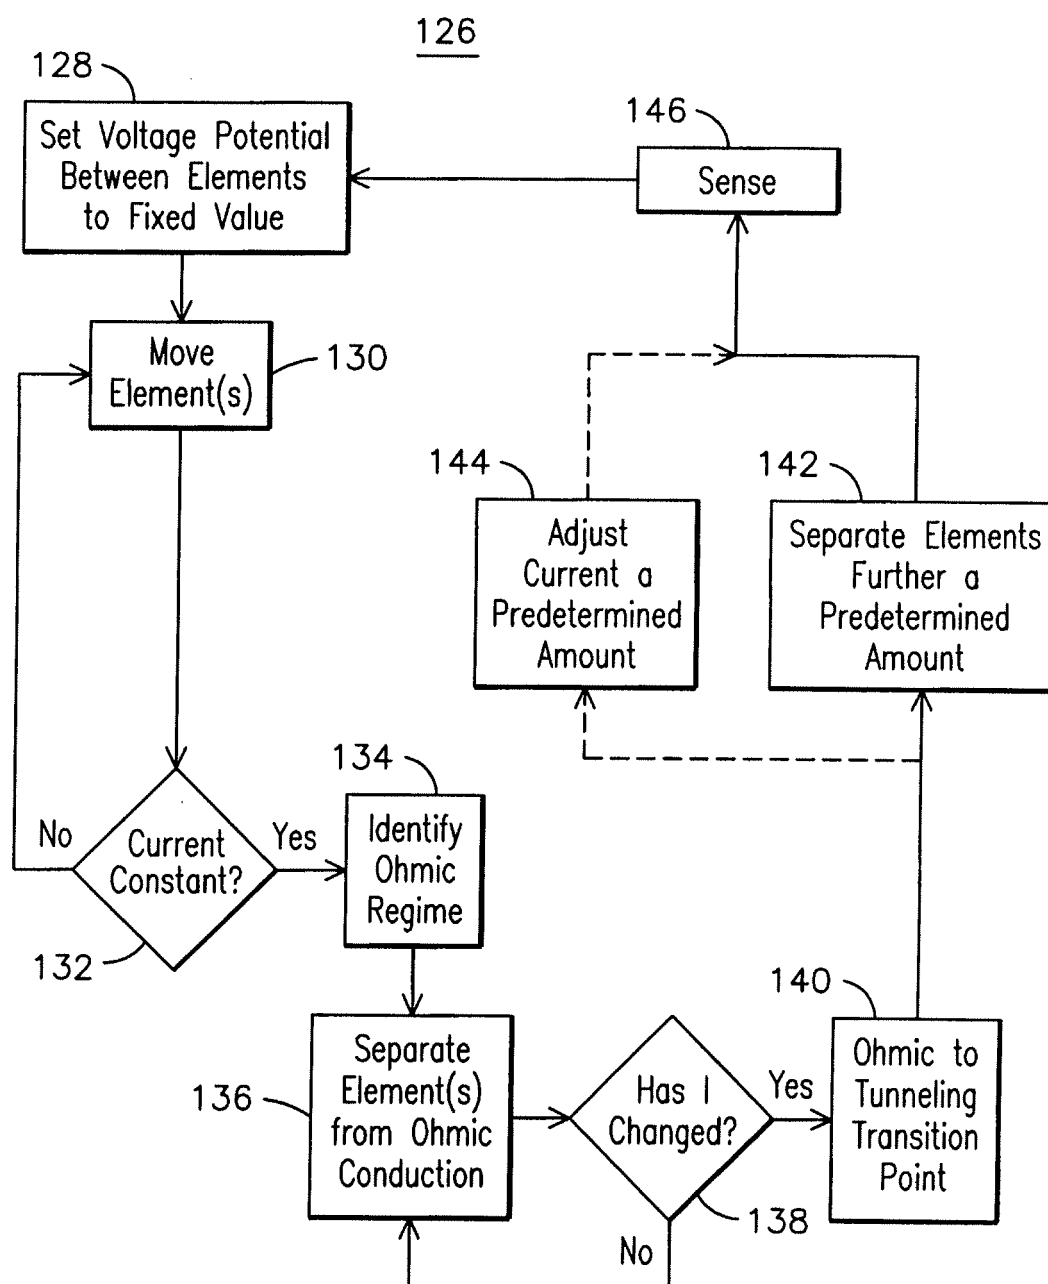 126
128
Set Voltage Potential
Between Elements
to Fixed Value
146
Sense
Move
Element(s)
130
144
Adjust
Current a
Predetermined
Amount
142
Separate Elements
Further a
Predetermined
Amount
No
Current
Constant?
Yes
132
134
Identify
Ohmic
Regime
136
Separate
Element(s)
from Ohmic
Conduction
Has I
Changed?
Yes
No
138
140
Ohmic to
Tunneling
Transition
Point